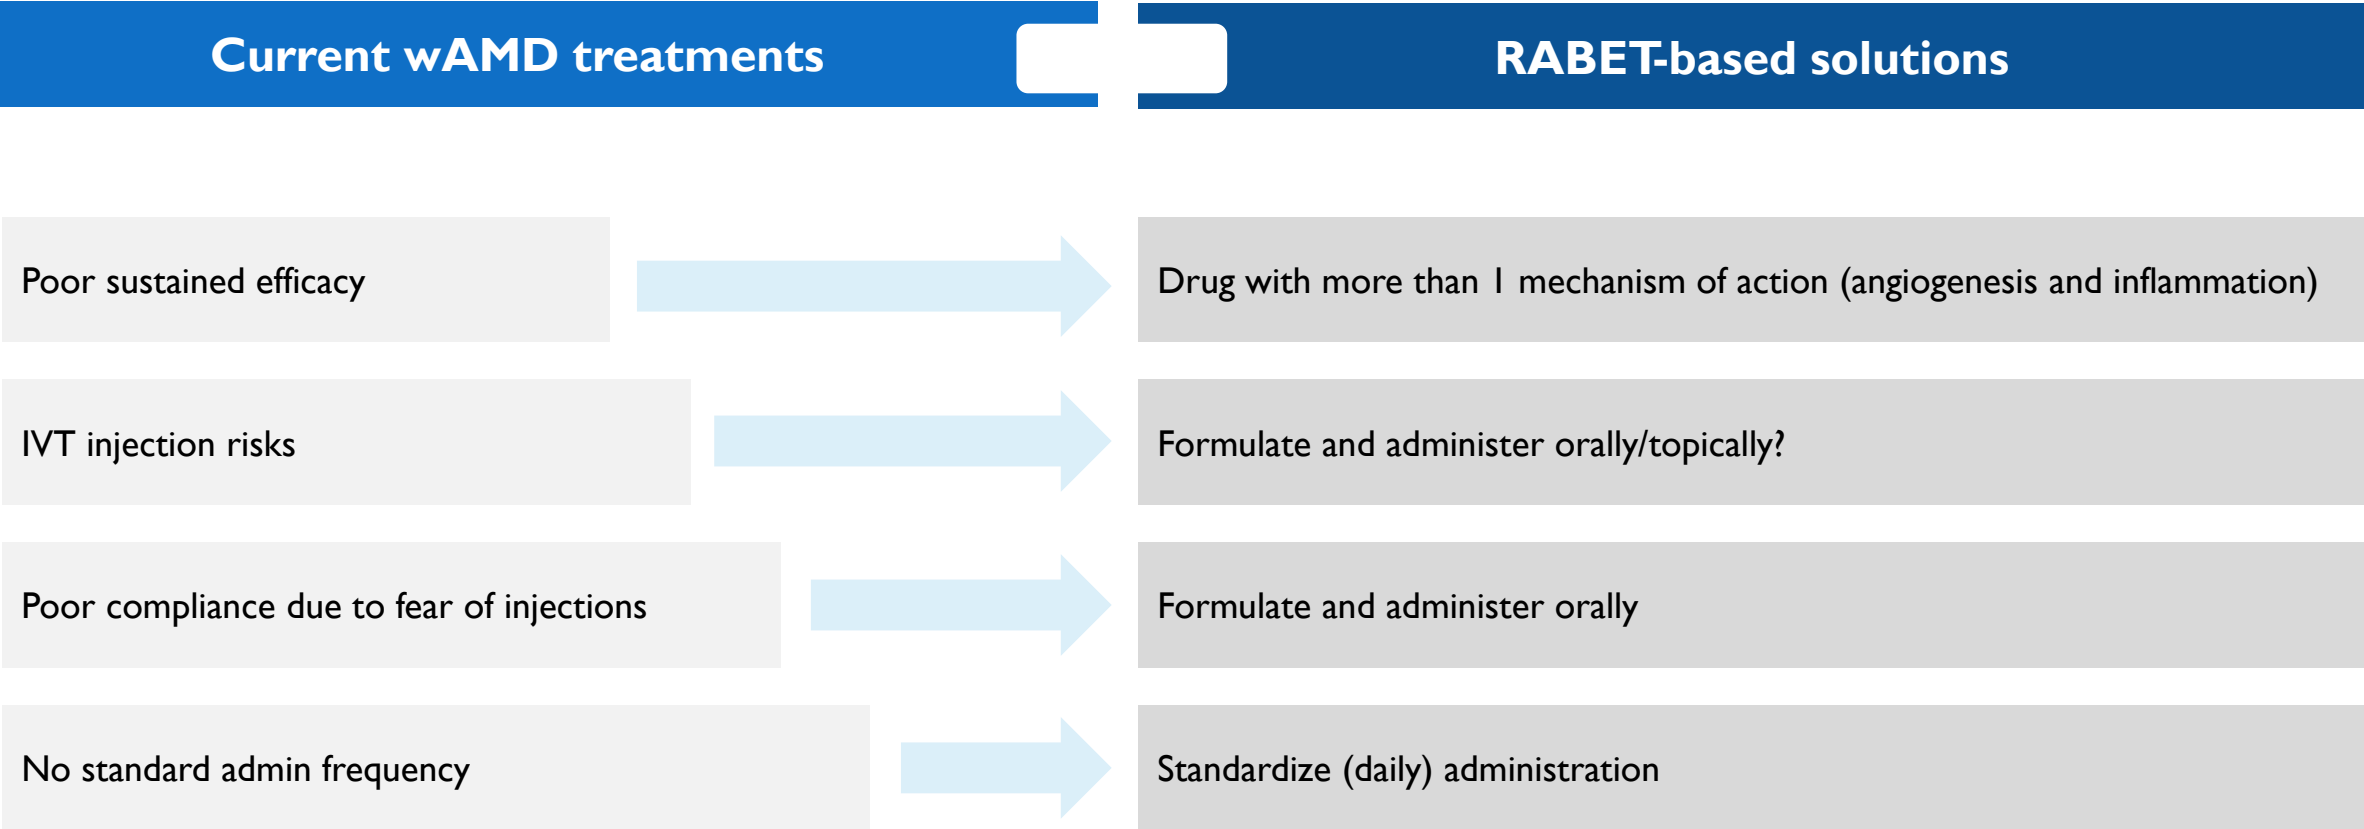 Current wAMD treatments
RABET-based solutions
Poor sustained efficacy
Drug with more than 1 mechanism of action (angiogenesis and inflammation)
IVT injection risks
Formulate and administer orally/topically?
Poor compliance due to fear of injections
Formulate and administer orally
No standard admin frequency
Standardize (daily) administration